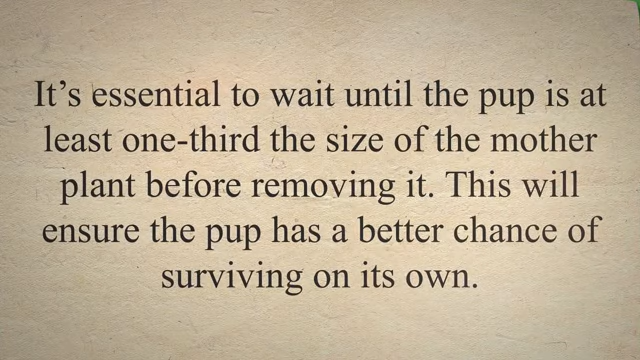 It’s essential to wait until the pup is at
least one-third the size of the mother
plant before removing it. This will
ensure the pup has a better chance of
surviving on its own.